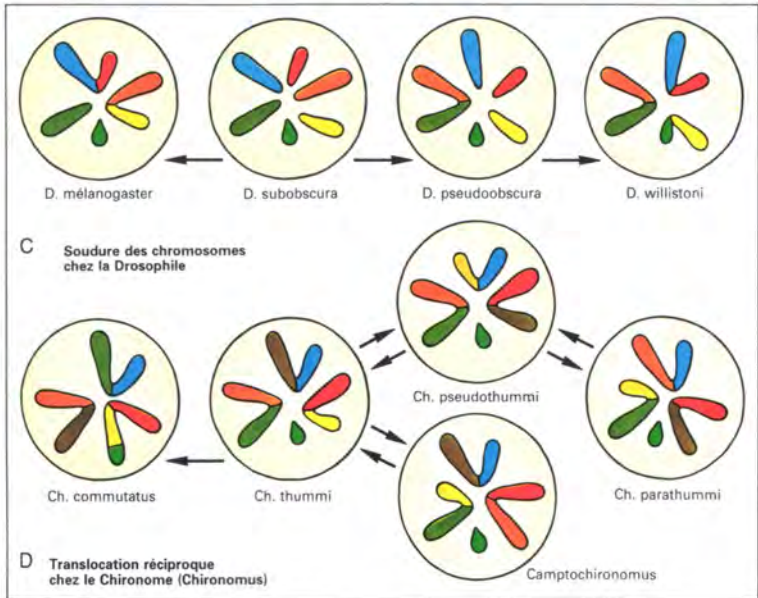 D. mélanogaster
D. subobscura
D. pseudoobscura
D. willistoni
C Soudure des chromosomes
chez la Drosophile
Ch. pseudothummi
Ch. commutatus
Ch. thummi
Ch. parathummi
Camptochironomus
D Translocation réciproque
chez le Chironome (Chironomus)